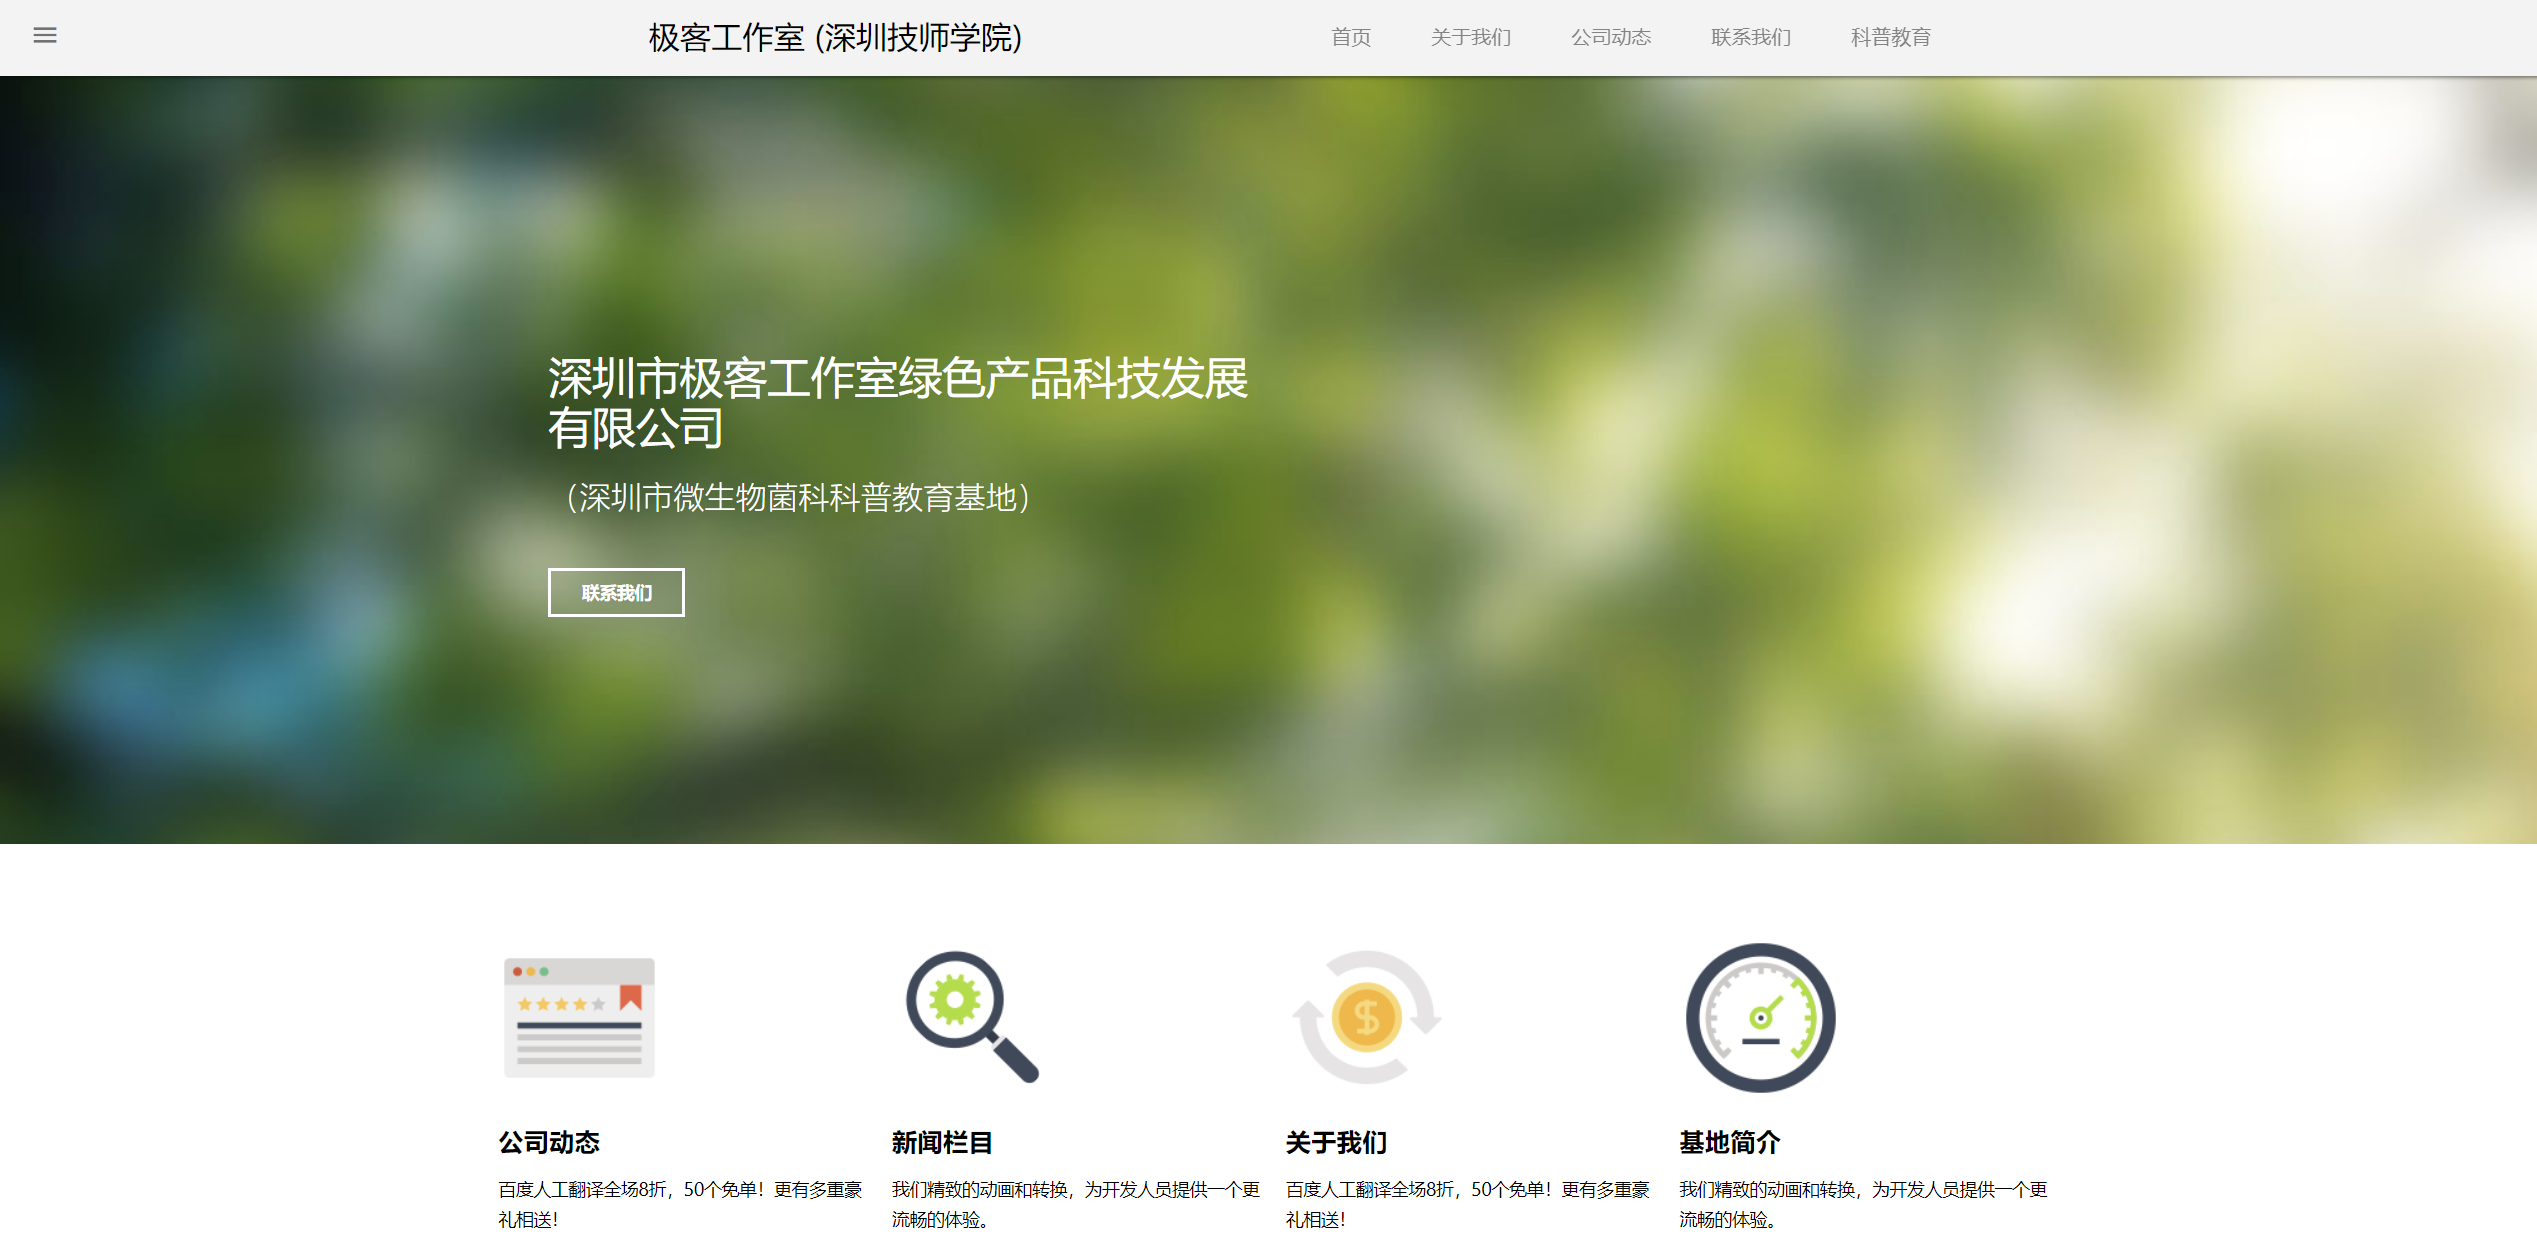 极客工作室 (深圳技师学院)
首页 关于我们 公司动态 联系我们 科普教育
深圳市极客工作室绿色产品科技发展
有限公司
（深圳市微生物菌科科普教育基地）
联系我们
公司动态
百度人工翻译全场8折，50个免单！更有多重豪
礼相送！
新闻栏目
我们精致的动画和转换，为开发人员提供一个更
流畅的体验。
关于我们
百度人工翻译全场8折，50个免单！更有多重豪
礼相送！
基地简介
我们精致的动画和转换，为开发人员提供一个更
流畅的体验。